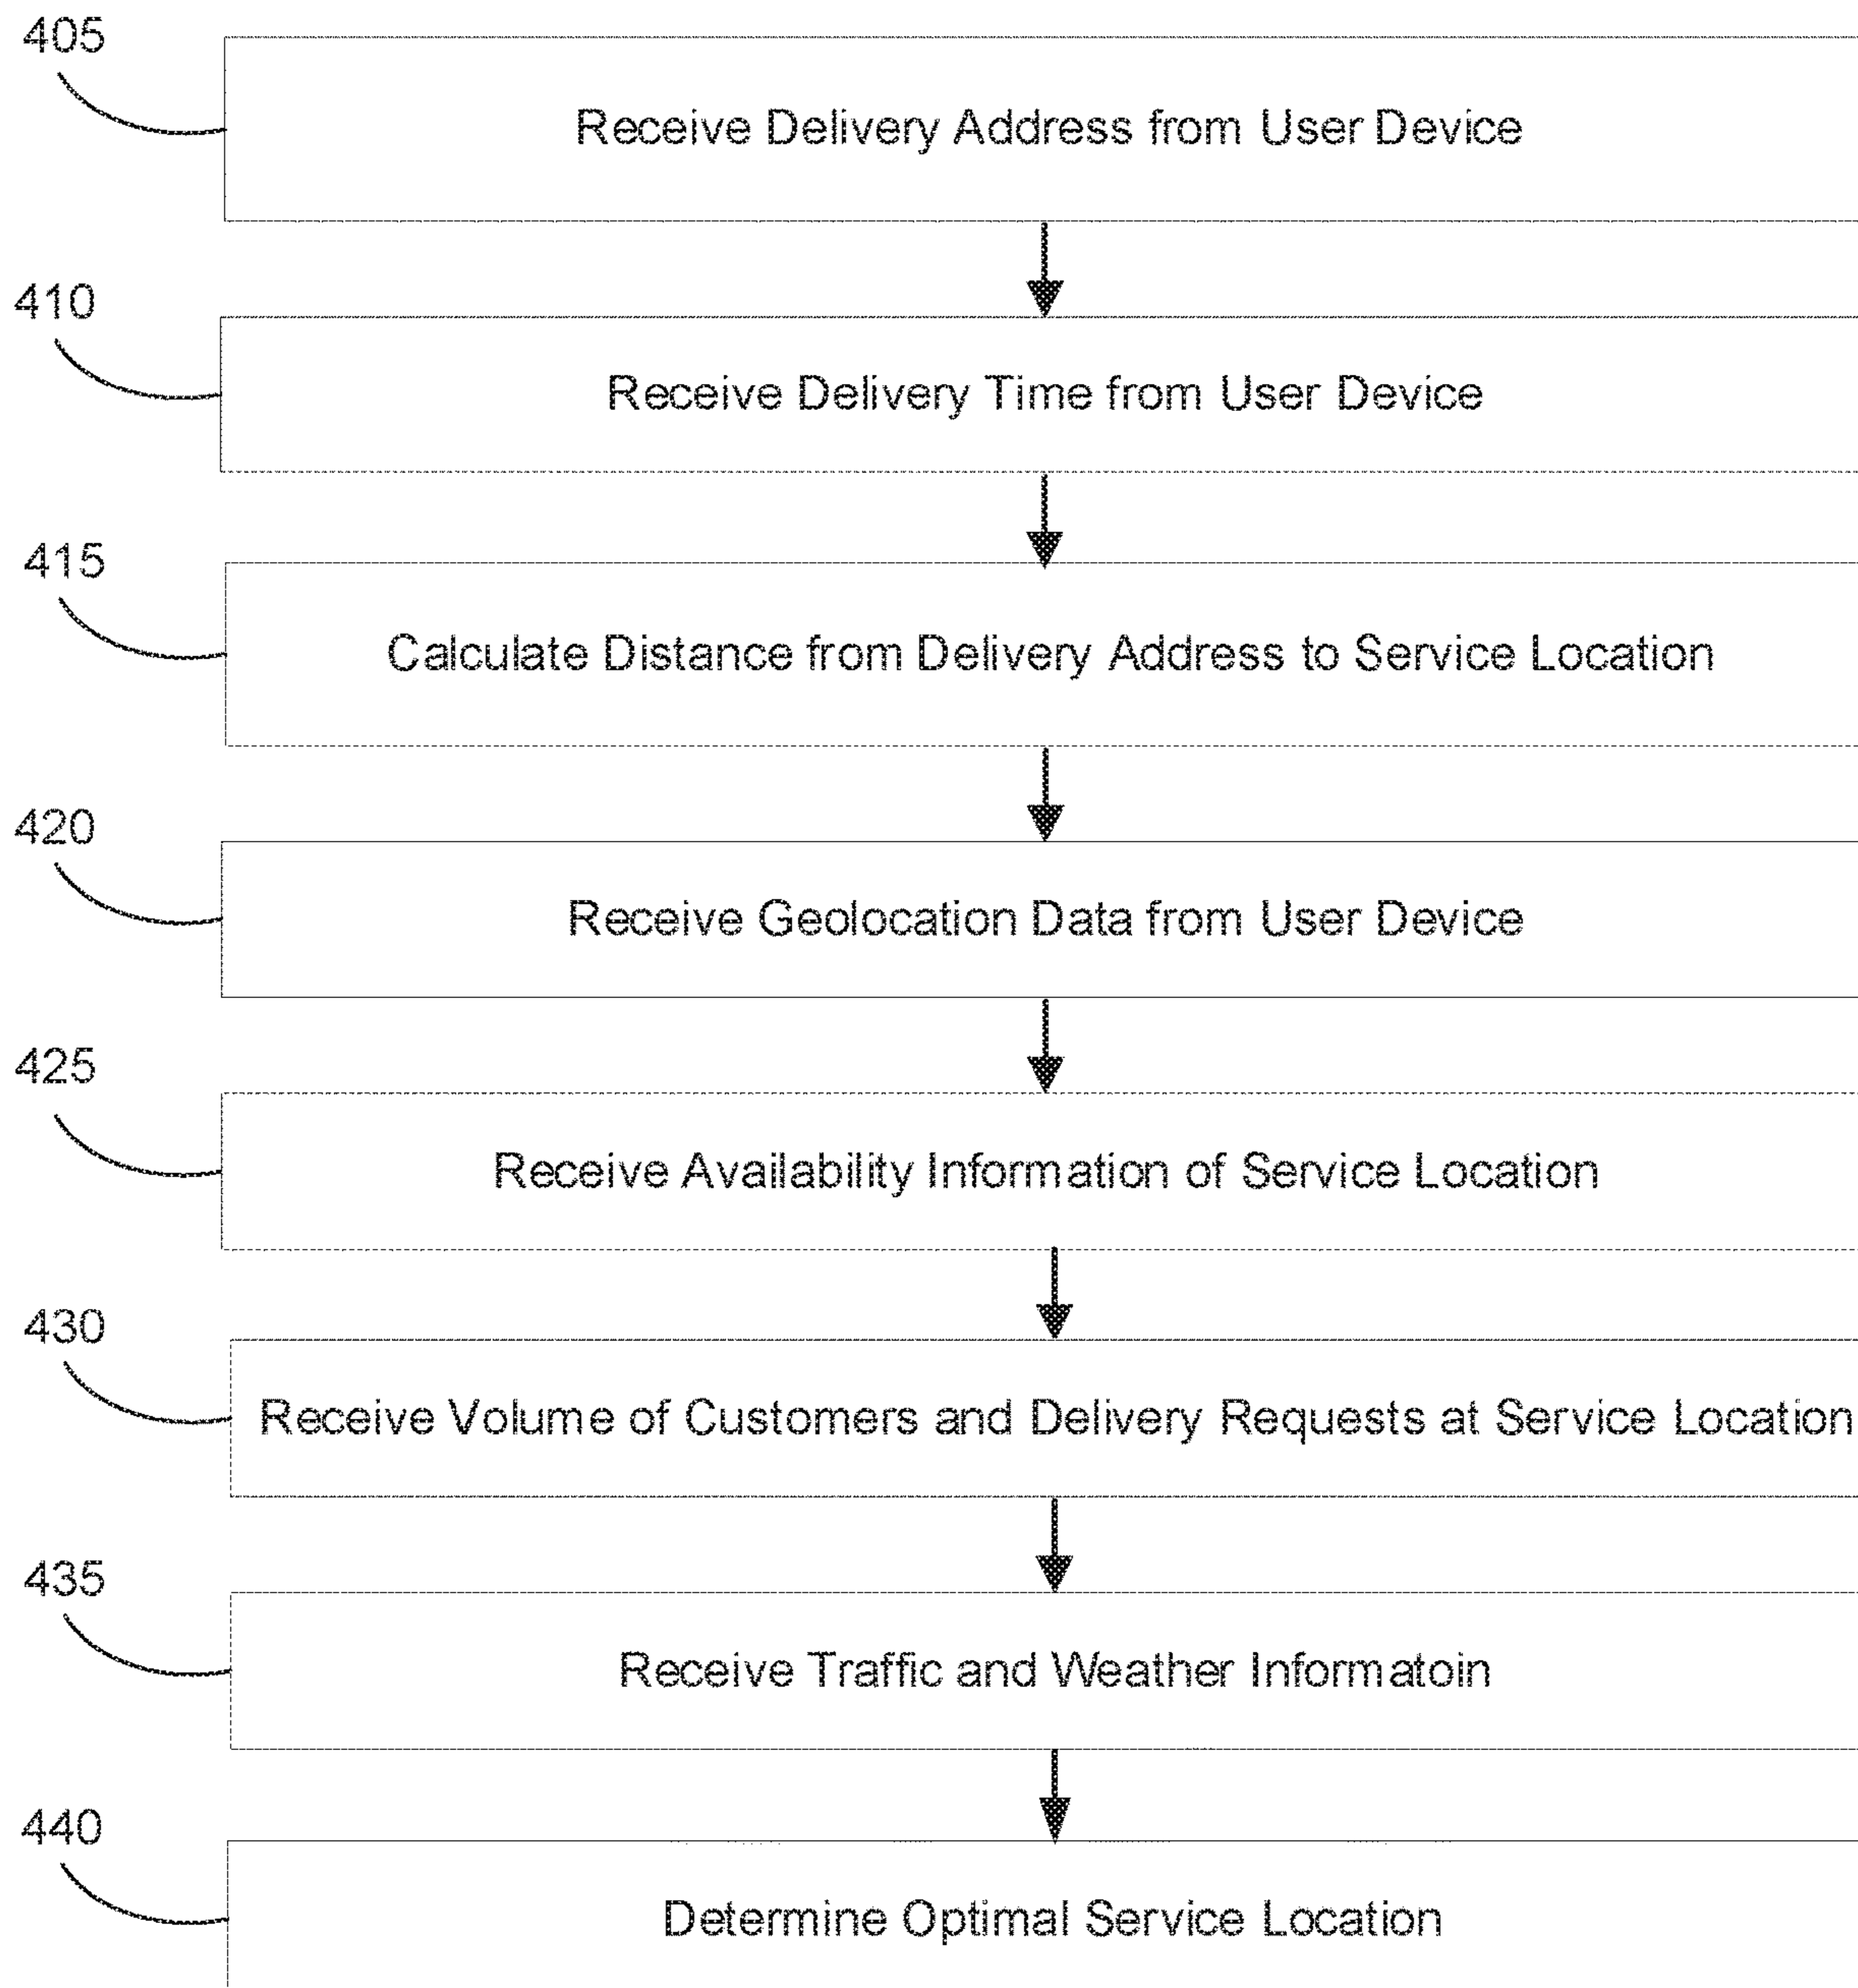 405
Receive Delivery Address from User Device
410
Receive Delivery Time from User Device
415
Calculate Distance from Delivery Address to Service Location
420
Receive Geolocation Data from User Device
425
Receive Availability Information of Service Location
430
Receive Volume of Customers and Delivery Requests at Service Location
435
Receive Traffic and Weather Informatoin
440
Determine Optimal Service Location